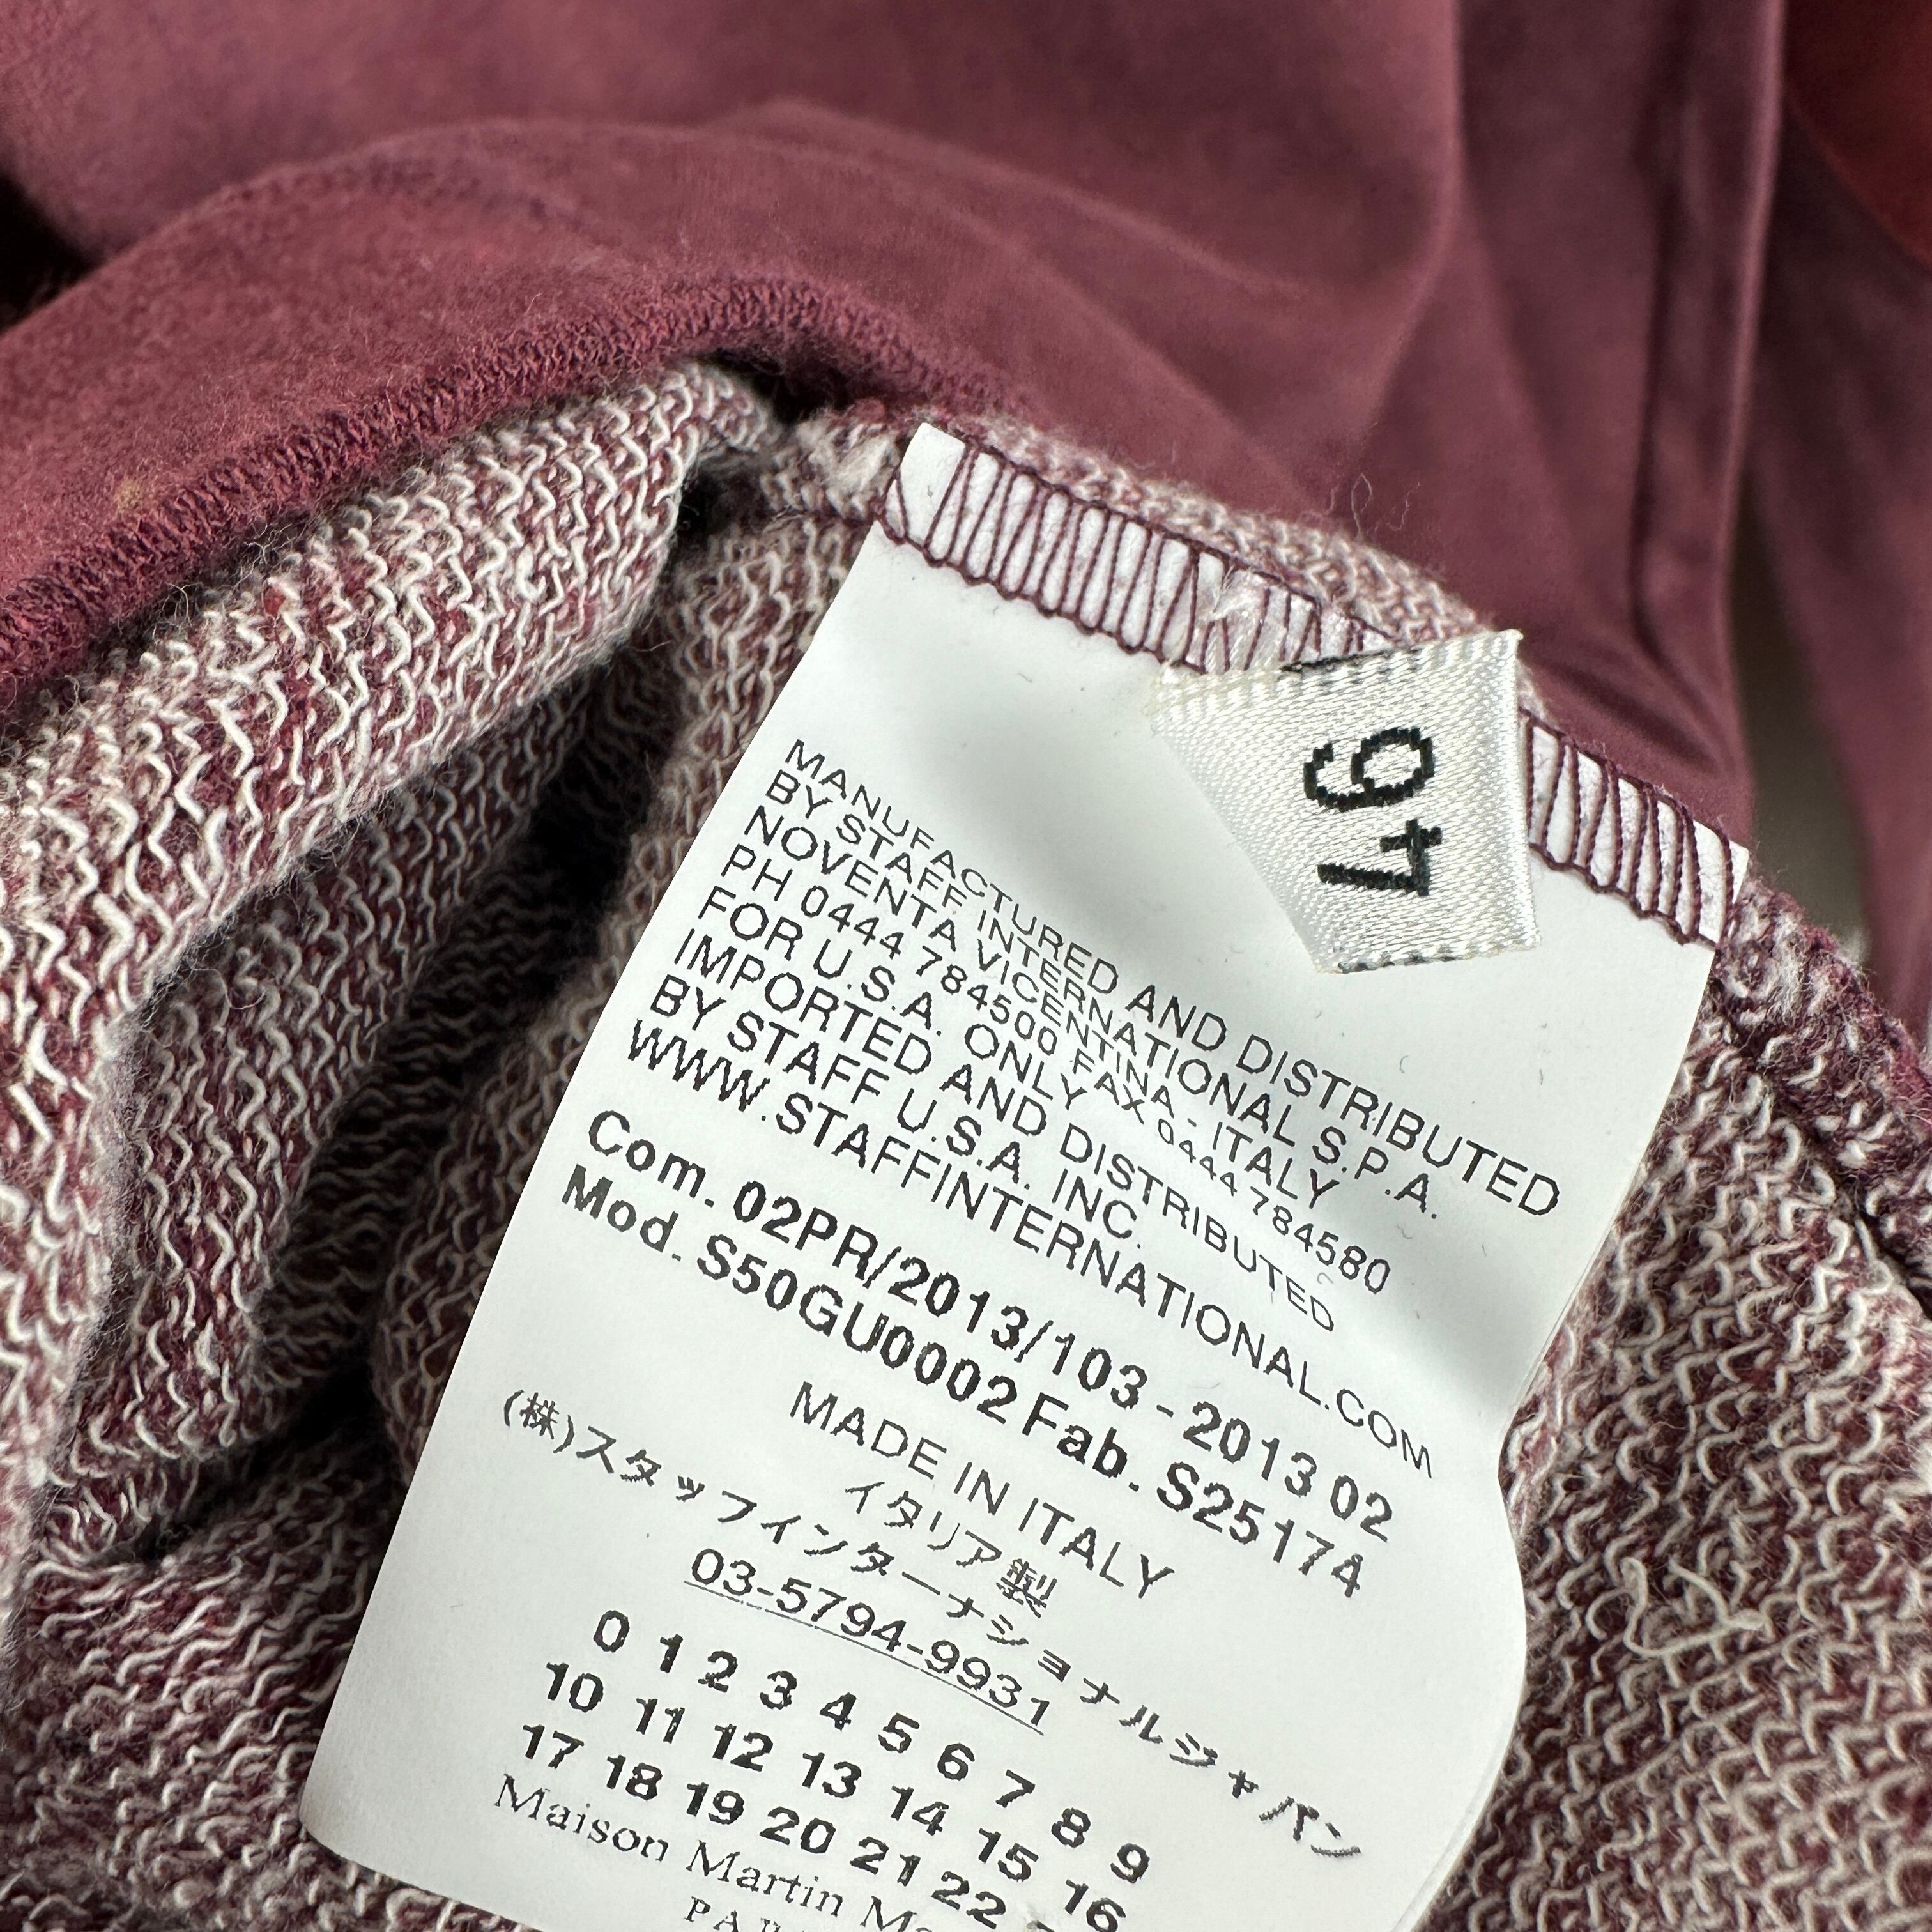 49
MANUFACTURED AND DISTRIBUTED
BY STAFF INTERNATIONAL S.P.A.
NOVENTA VICENTINA - ITALY
PH 0444 784500 FAX 0444 784580
FOR U.S.A. ONLY
IMPORTED AND DISTRIBUTED
BY STAFF U.S.A. INC.
WWW.STAFFINTERNATIONAL.COM
Com. 02PR/2013/103 - 2013 02
Mod. S50GU0002 Fab. S25174
MADE IN ITALY
イタリア製
(株)スタッフインターナショナルジャパン
03-5794-9931
0 1 2 3 4 5 6 7 8 9
10 11 12 13 14 15 16
17 18 19 20 21 22
Maison Martin